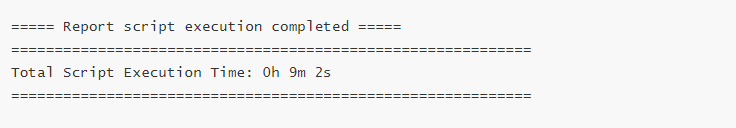 ===== Report script execution completed =====
============================================================
Total Script Execution Time: 0h 9m 2s
============================================================